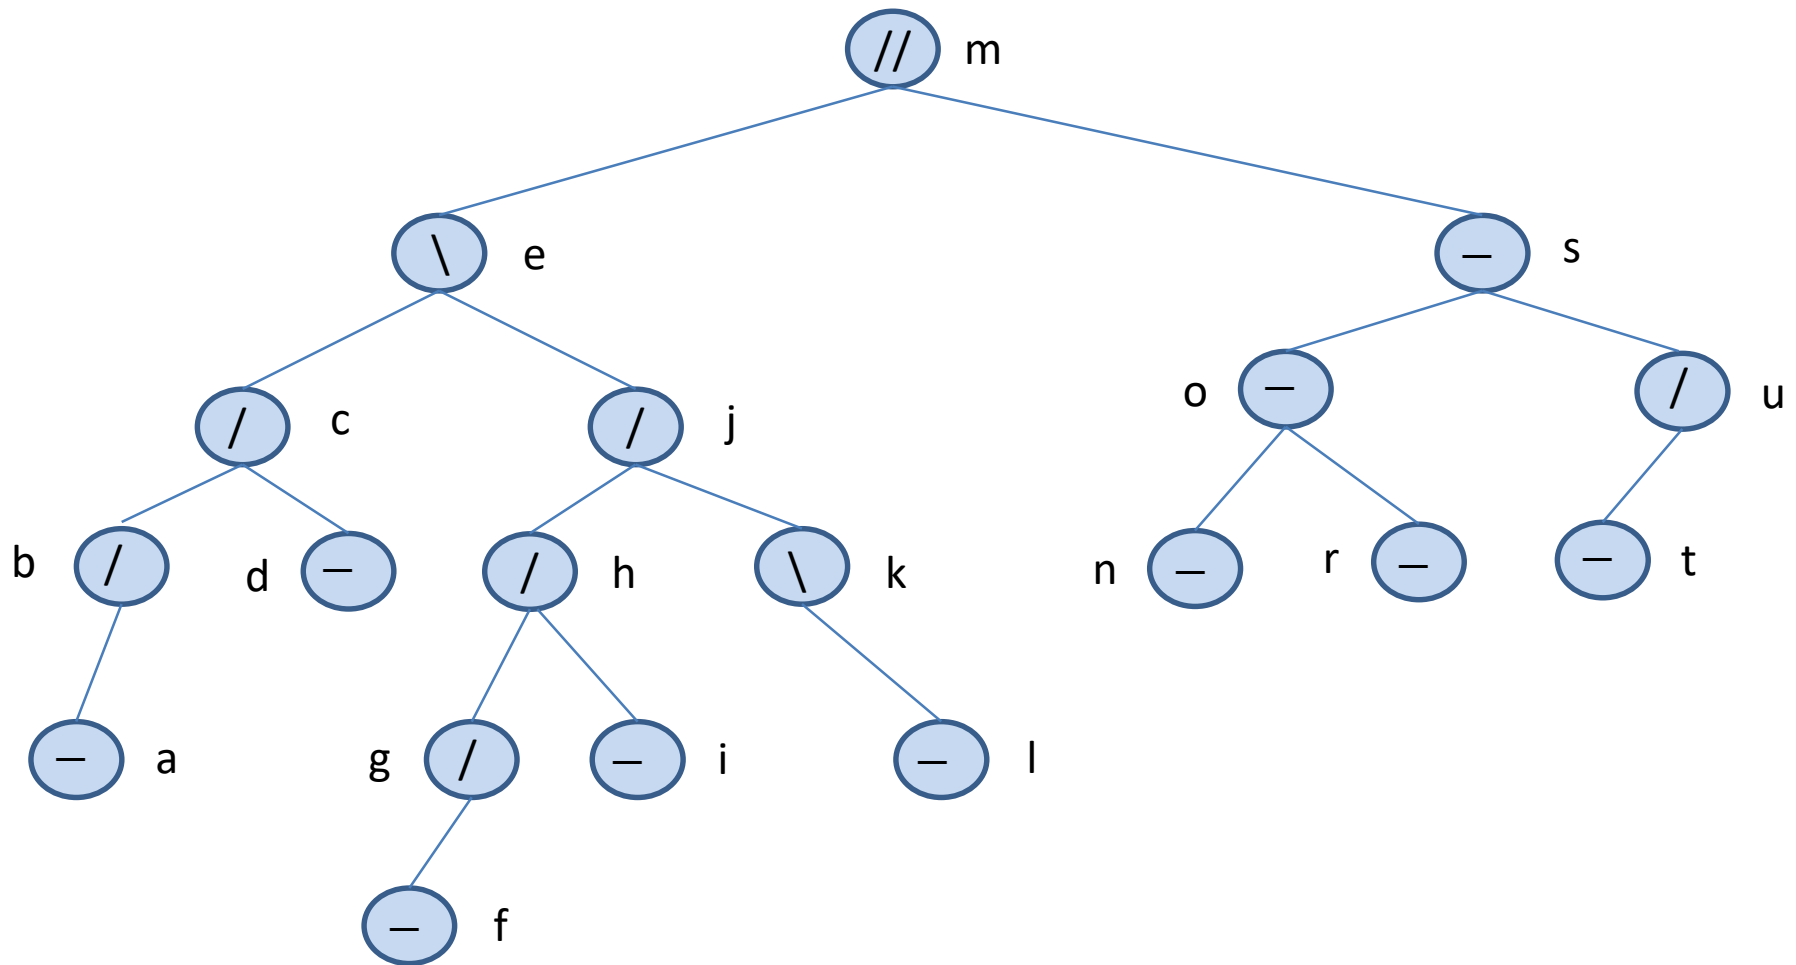 // m
\ e — s
/ c / j o — / u
b / d — / h \ k n — r — — t
— a g / — i — l
— f